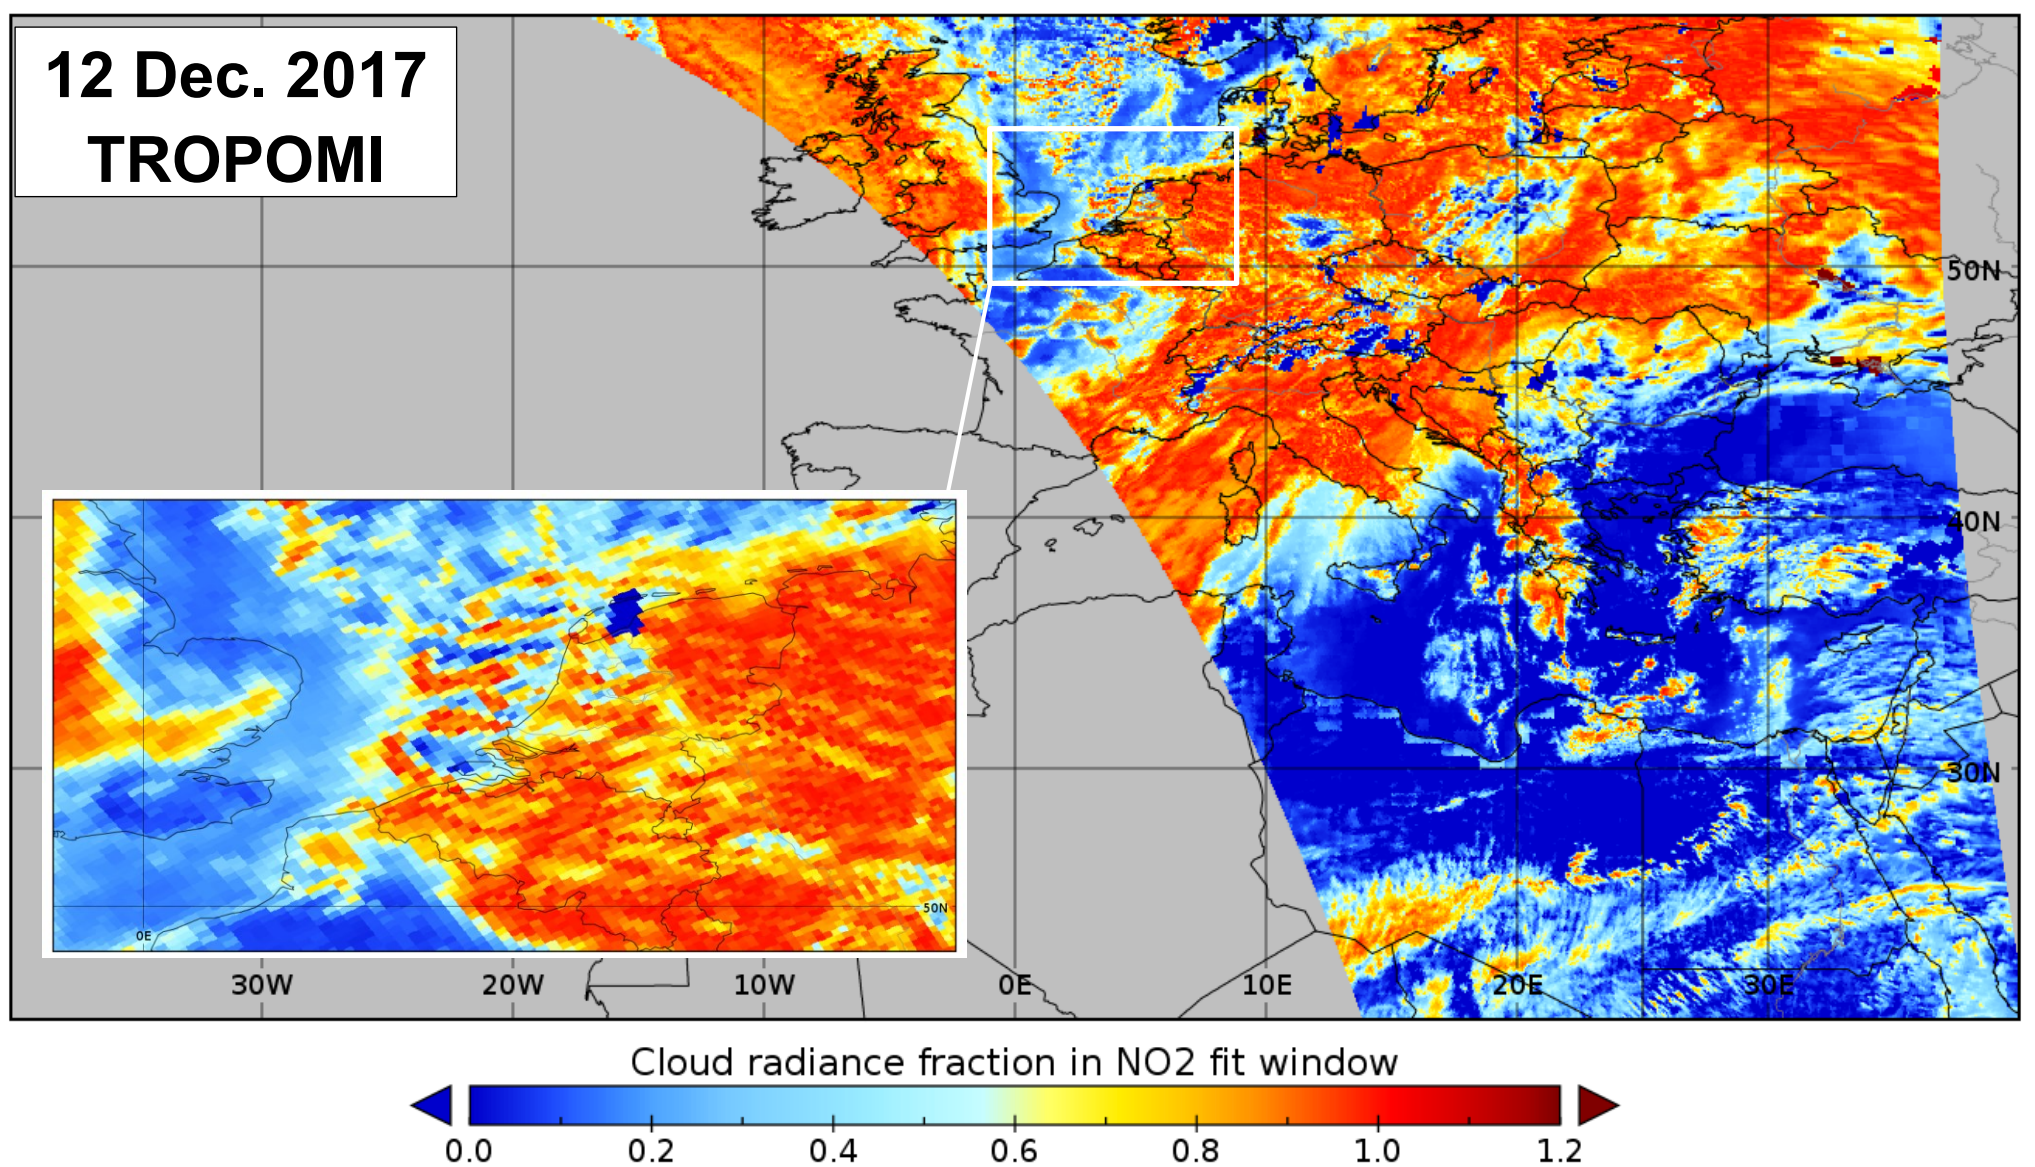 12 Dec. 2017
TROPOMI
50N
40N
30N
50N
0E
30W 20W 10W 0E 10E 20E 30E
Cloud radiance fraction in NO2 fit window
0.0 0.2 0.4 0.6 0.8 1.0 1.2